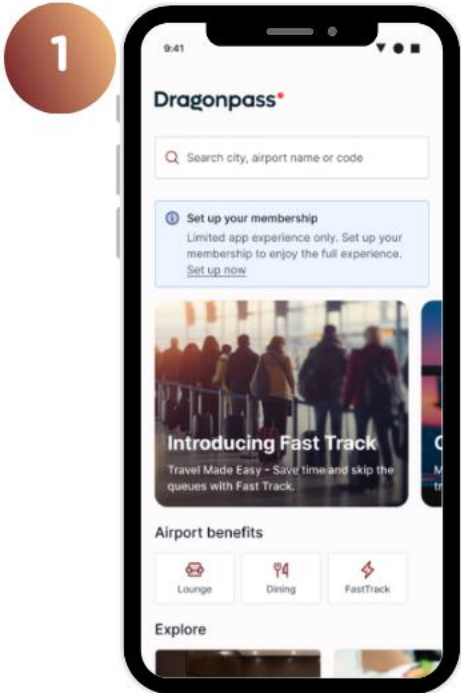 1
9:41
Dragonpass
Search city, airport name or code
Set up your membership
Limited app experience only. Set up your
membership to enjoy the full experience.
Set up now
Introducing Fast Track
Travel Made Easy - Save time and skip the
queues with Fast Track.
Airport benefits
Lounge
Dining
FastTrack
Explore